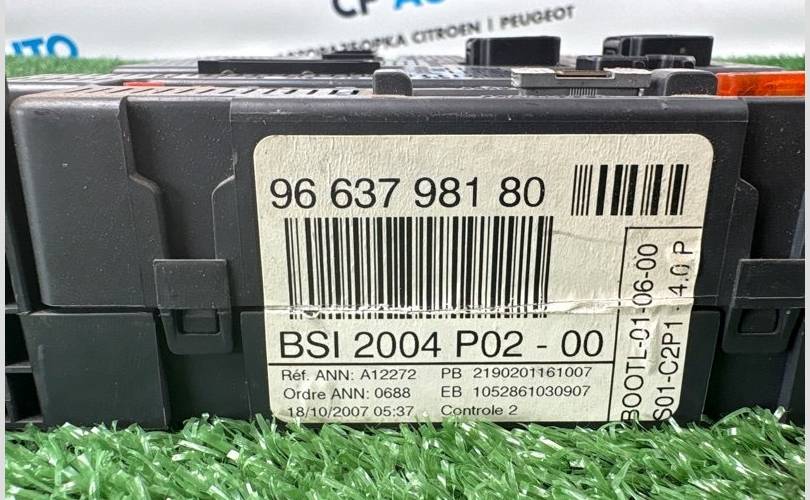 АВТОРАЗБОРКА CITROEN | PEUGEOT
96 637 981 80
BSI 2004 P02 - 00
Réf. ANN: A12272 PB 2190201161007
Ordre ANN: 0688 EB 1052861030907
18/10/2007 05:37 Controle 2
BOOTL-01-06-00
S01-C2P1 4.0 P